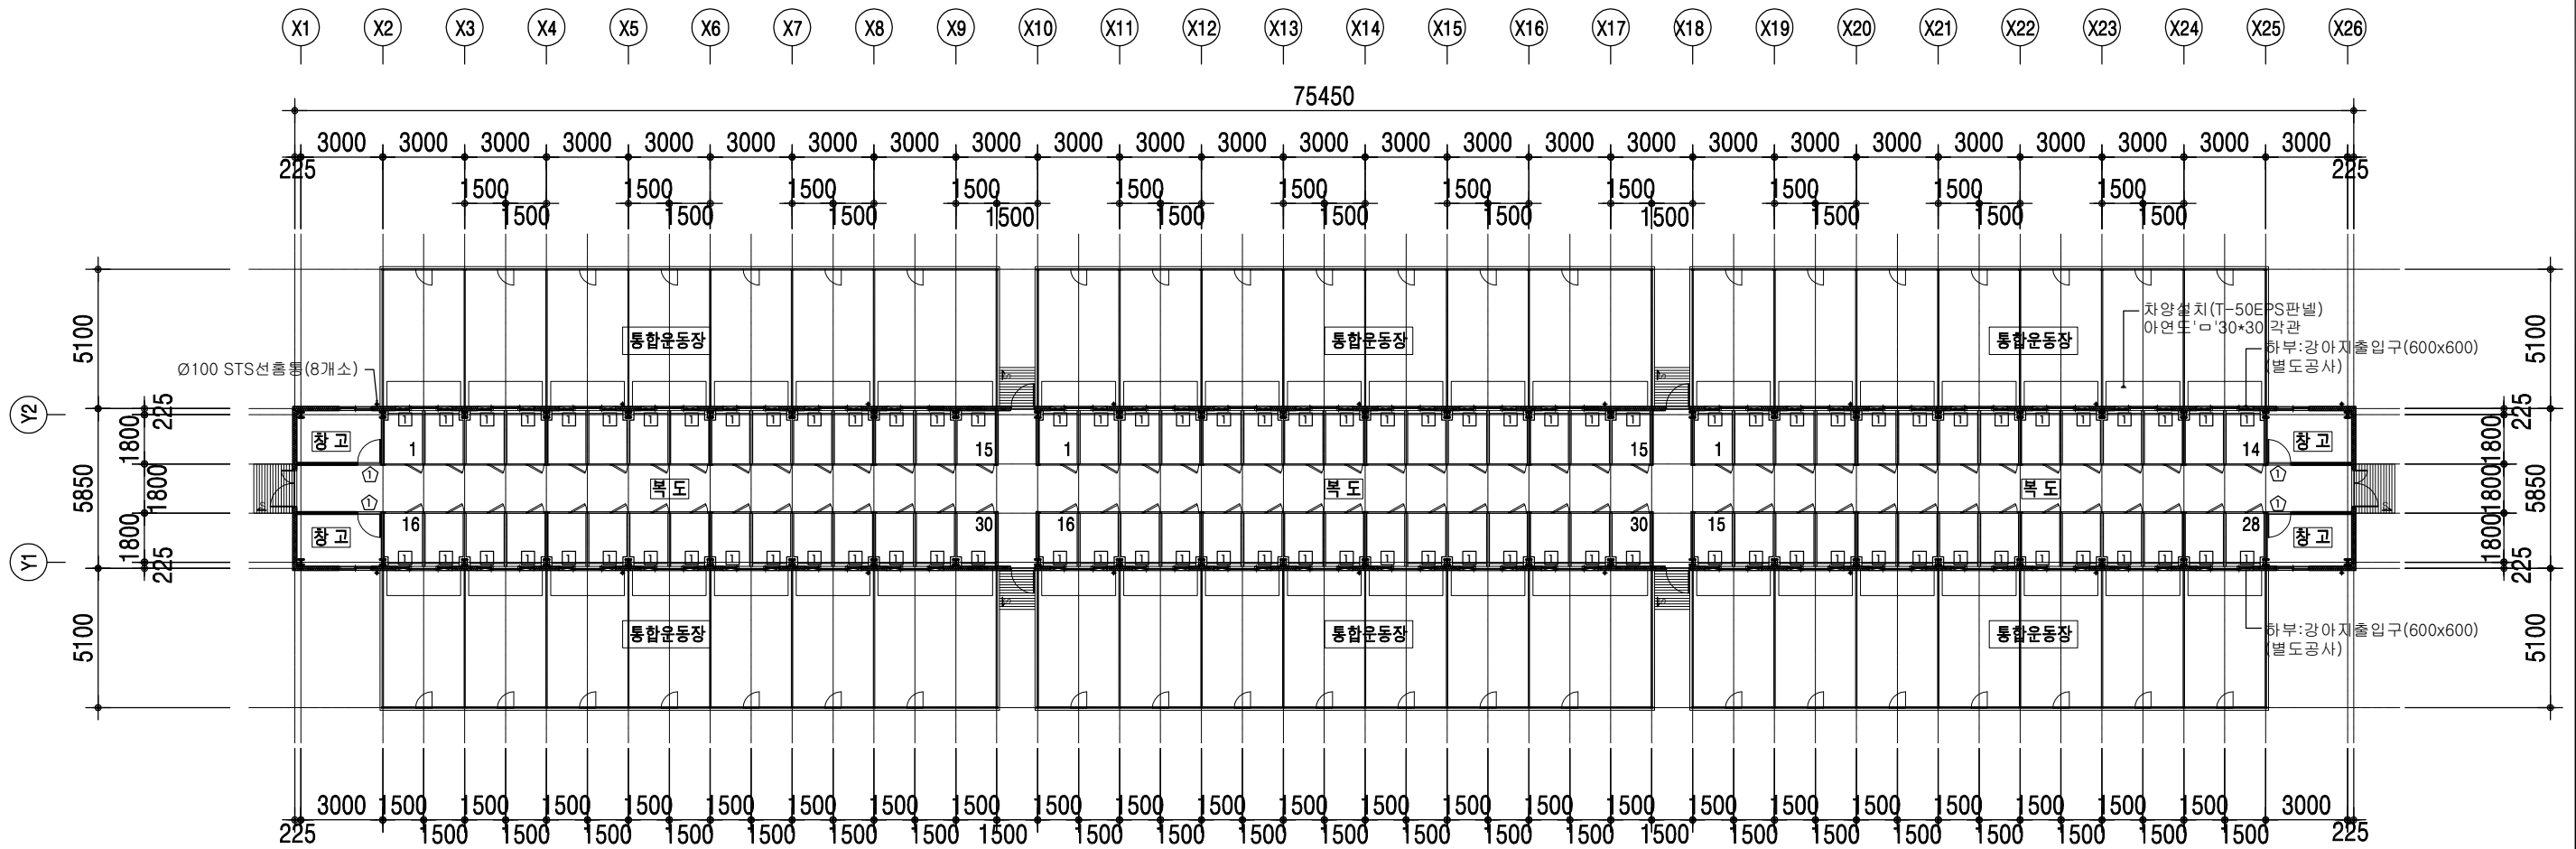 X1 X2 X3 X4 X5 X6 X7 X8 X9 X10 X11 X12 X13 X14 X15 X16 X17 X18 X19 X20 X21 X22 X23 X24 X25 X26
75450
3000 3000 3000 3000 3000 3000 3000 3000 3000 3000 3000 3000 3000 3000 3000 3000 3000 3000 3000 3000 3000 3000 3000 3000 3000
225 225
1500 1500 1500 1500 1500 1500 1500 1500 1500 1500 1500
1500 1500 1500 1500 1500 1500 1500 1500 1500 1500 1500
차양설치(T-50EPS판넬)
아연도'ㅁ'30*30 각관
5100 통합운동장 통합운동장 통합운동장 5100
하부:강아지출입구(600x600)
(별도공사)
Ø100 STS선홈통(8개소)
Y2 225 225
1800 창 고 1 15 1 15 1 14 창 고 1800
5850 1800 복 도 복 도 복 도 1800 5850
1800 창 고 16 30 16 30 15 28 창 고 1800
Y1 225 225
5100 통합운동장 통합운동장 통합운동장 5100
하부:강아지출입구(600x600)
(별도공사)
3000 1500 1500 1500 1500 1500 1500 1500 1500 1500 1500 1500 1500 1500 1500 1500 1500 1500 1500 1500 1500 1500 1500 1500 3000
225 1500 1500 1500 1500 1500 1500 1500 1500 1500 1500 1500 1500 1500 1500 1500 1500 1500 1500 1500 1500 1500 1500 1500 225